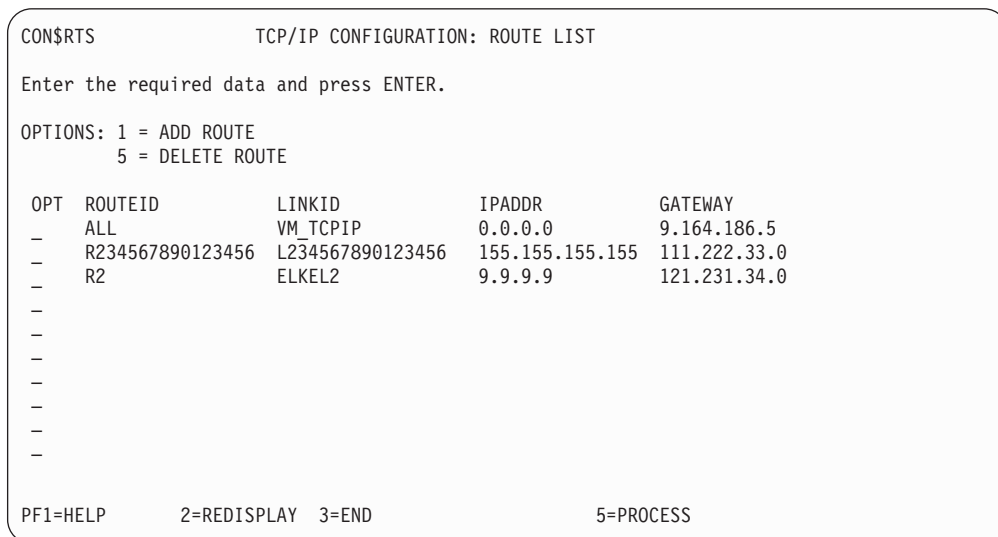 CON$RTS TCP/IP CONFIGURATION: ROUTE LIST
Enter the required data and press ENTER.
OPTIONS: 1 = ADD ROUTE
5 = DELETE ROUTE
OPT ROUTEID LINKID IPADDR GATEWAY
_ ALL VM_TCPIP 0.0.0.0 9.164.186.5
_ R234567890123456 L234567890123456 155.155.155.155 111.222.33.0
_ R2 ELKEL2 9.9.9.9 121.231.34.0
_
_
_
_
_
_
_
PF1=HELP 2=REDISPLAY 3=END 5=PROCESS